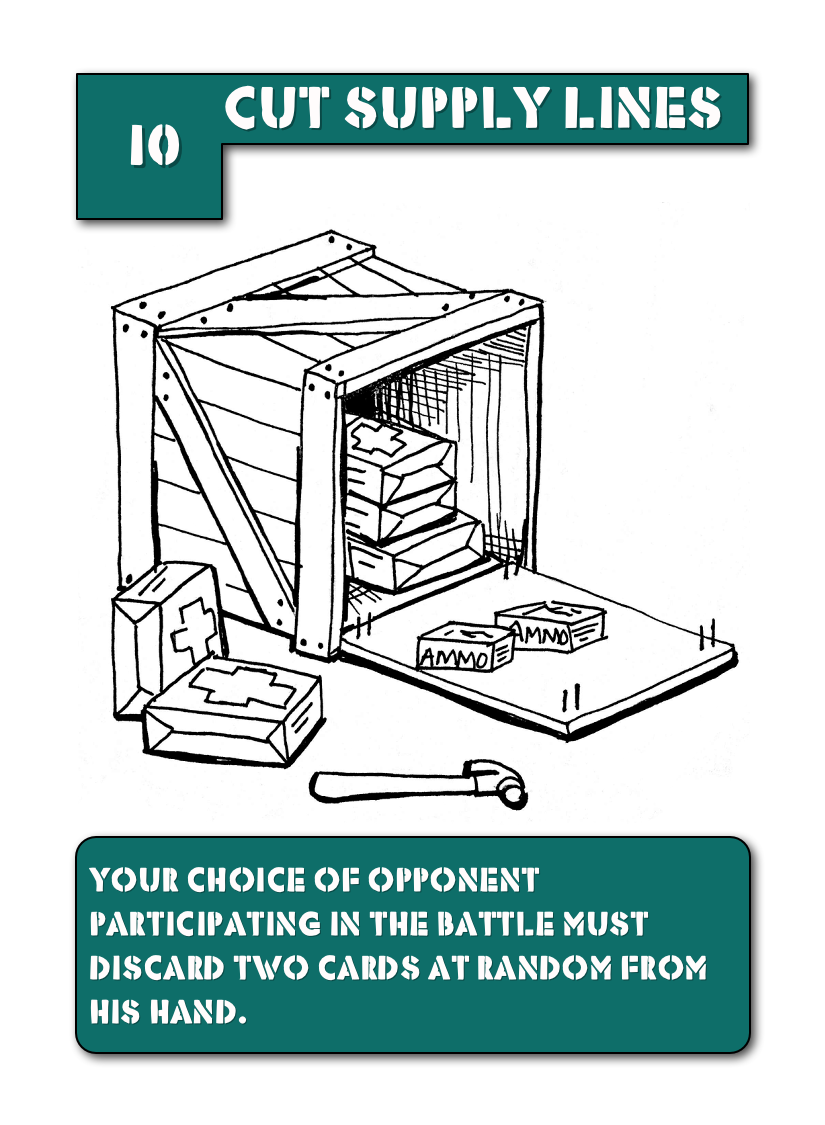 CUT SUPPLY LINES
10
AMMO
AMMO
YOUR CHOICE OF OPPONENT
PARTICIPATING IN THE BATTLE MUST
DISCARD TWO CARDS AT RANDOM FROM
HIS HAND.